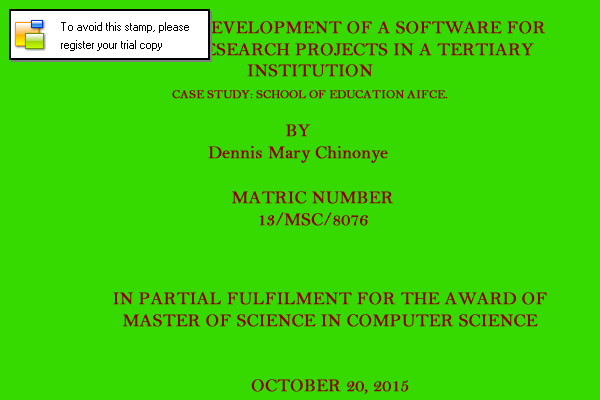 To avoid this stamp, please
register your trial copy
EVELOPMENT OF A SOFTWARE FOR
ESEARCH PROJECTS IN A TERTIARY
INSTITUTION
CASE STUDY: SCHOOL OF EDUCATION AIFCE.
BY
Dennis Mary Chinonye
MATRIC NUMBER
13/MSC/8076
IN PARTIAL FULFILMENT FOR THE AWARD OF
MASTER OF SCIENCE IN COMPUTER SCIENCE
OCTOBER 20, 2015